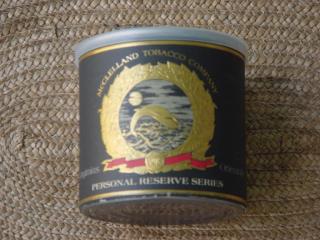 McCLELLAND TOBACCO COMPANY
PERSONAL RESERVE SERIES